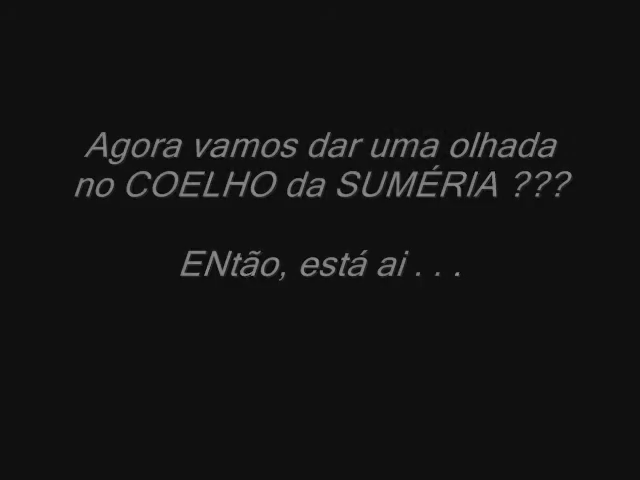 Agora vamos dar uma olhada
no COELHO da SUMÉRIA ???
ENtão, está ai . . .